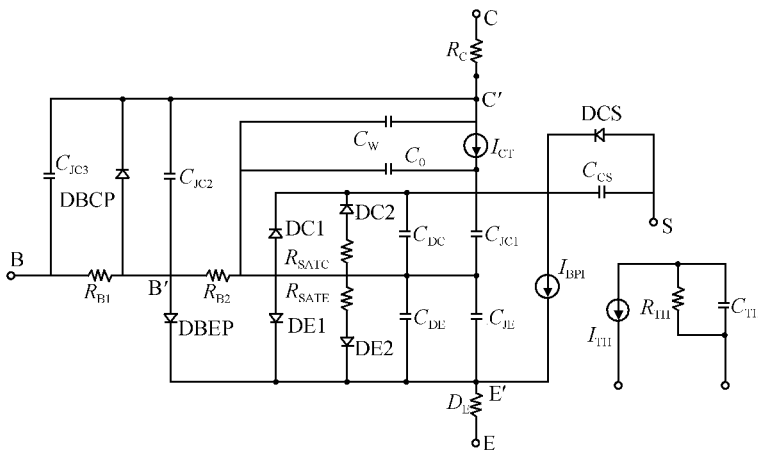 C
R_C
C′
DCS
C_W
I_CT
C_JC3
C_0
C_JC2
DBCP
C_CS
DC1
DC2
C_DC
C_JC1
S
B
R_SATC
R_B1
B′
R_B2
R_SATE
I_BPI
DBEP
DE1
C_DE
C_JE
R_TH
C_TI
I_TH
DE2
D_E
E′
E